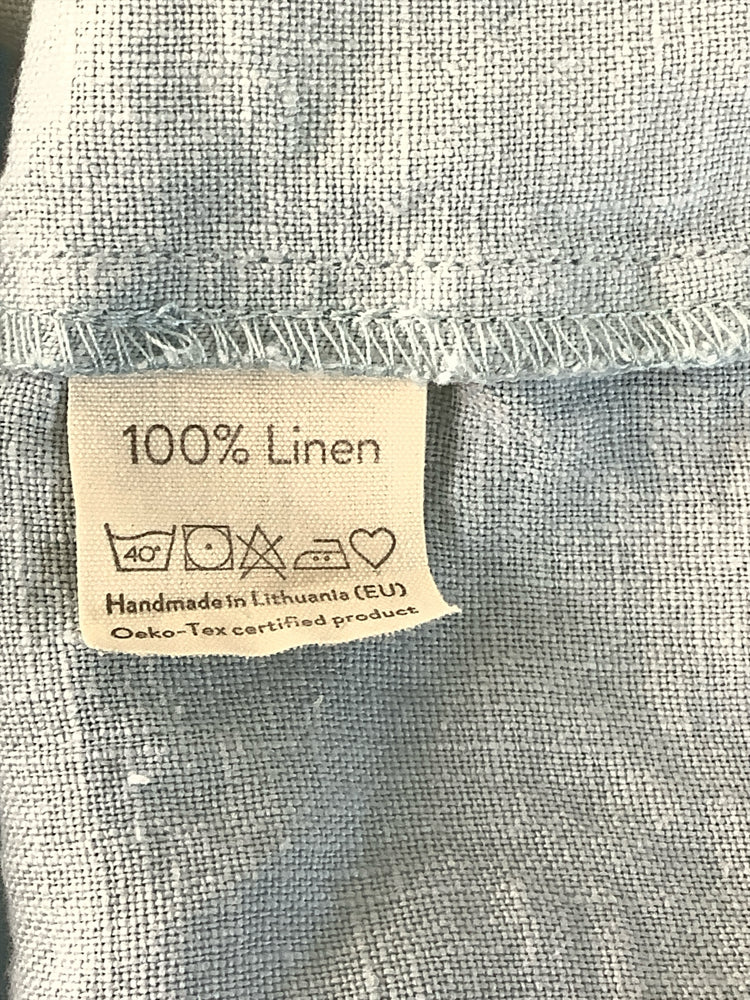 100% Linen
40°
Handmade in Lithuania (EU)
Oeko-Tex certified product